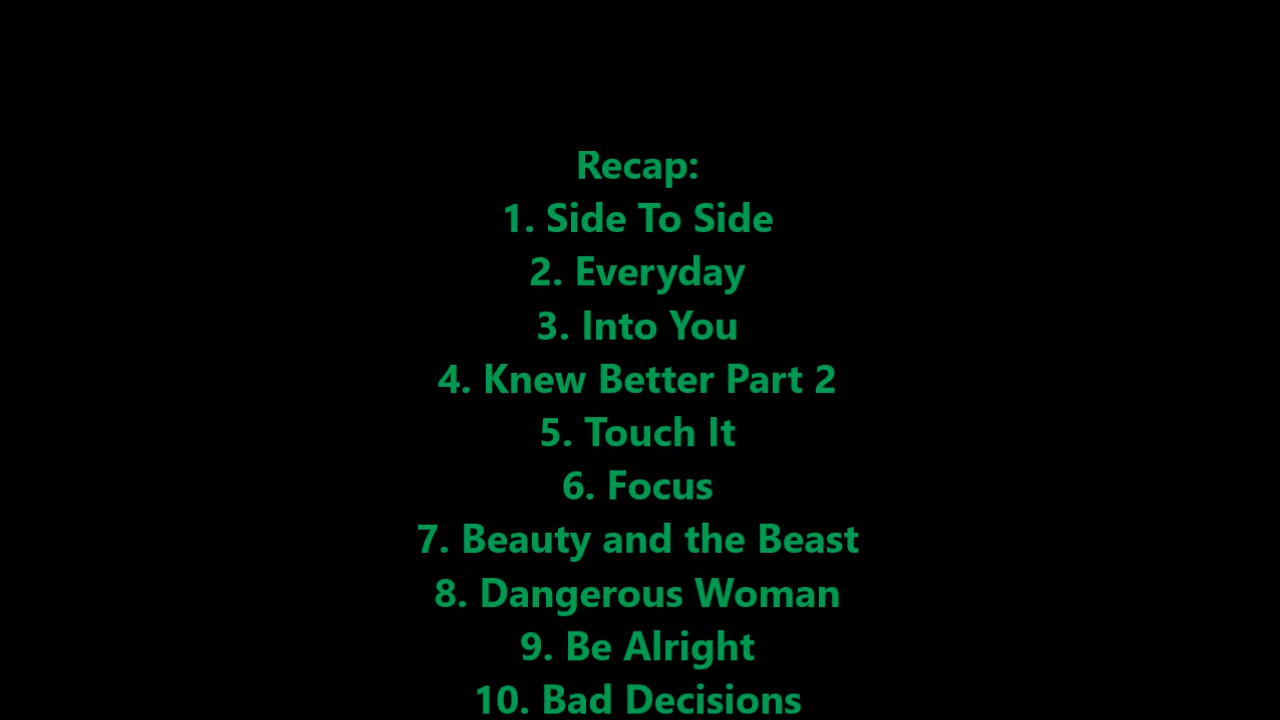 Recap:
1. Side To Side
2. Everyday
3. Into You
4. Knew Better Part 2
5. Touch It
6. Focus
7. Beauty and the Beast
8. Dangerous Woman
9. Be Alright
10. Bad Decisions